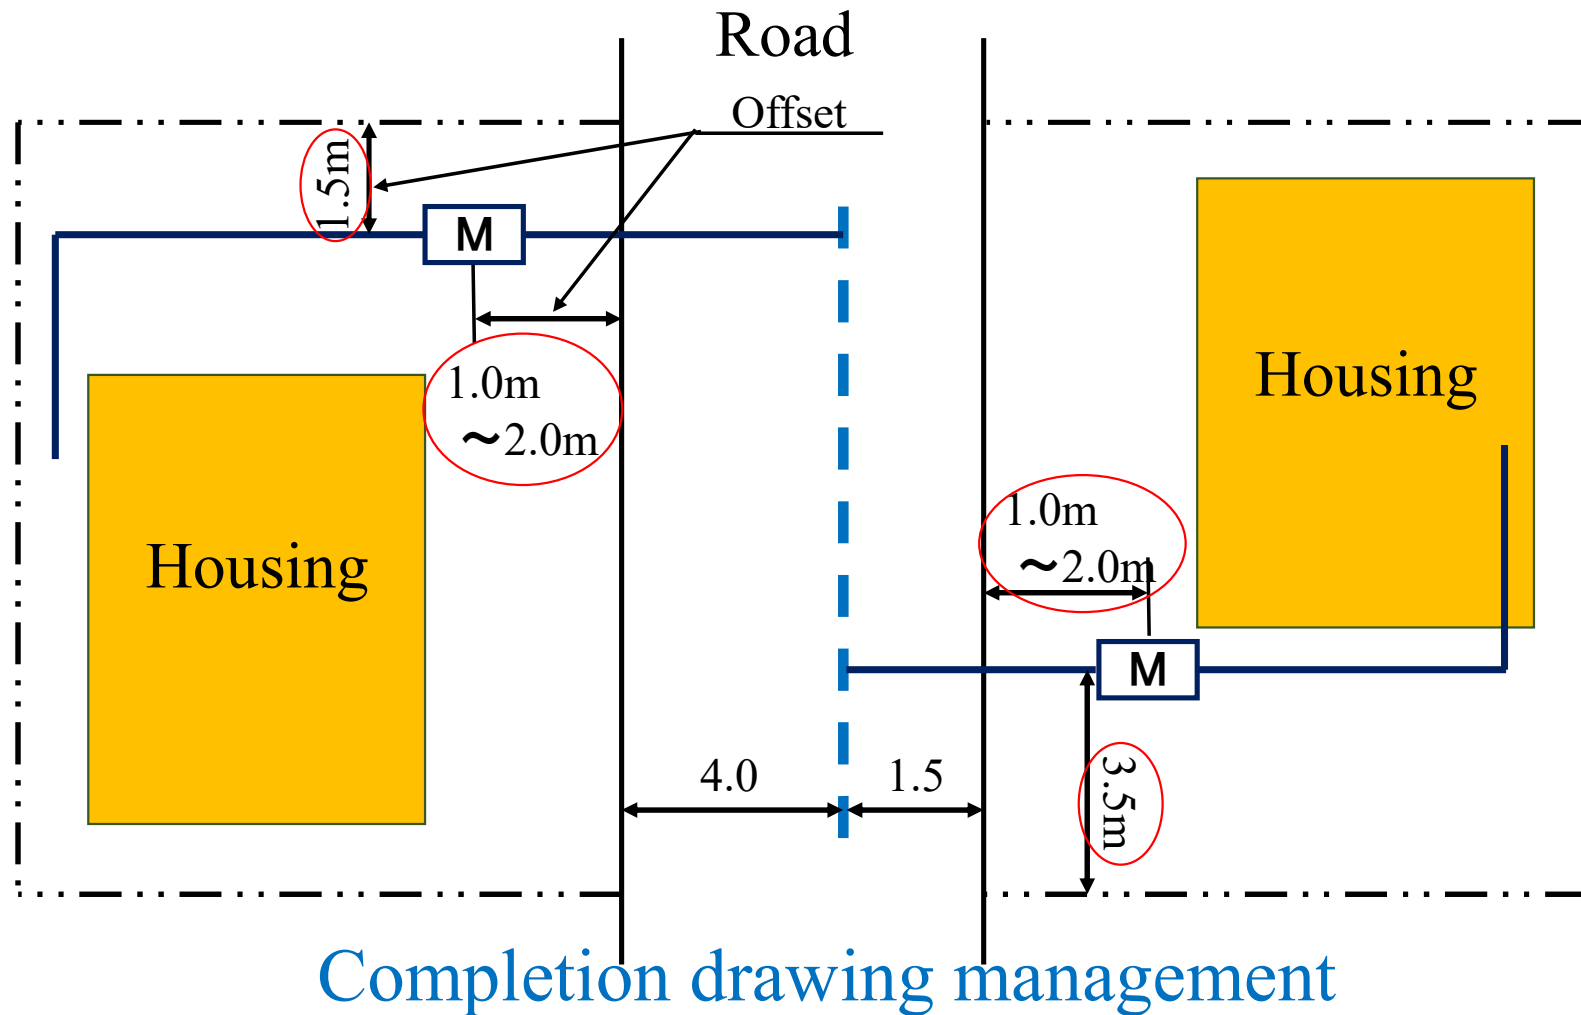 Road
Offset
1.5m
M
1.0m
～2.0m
Housing
Housing
1.0m
～2.0m
M
4.0
1.5
3.5m
Completion drawing management